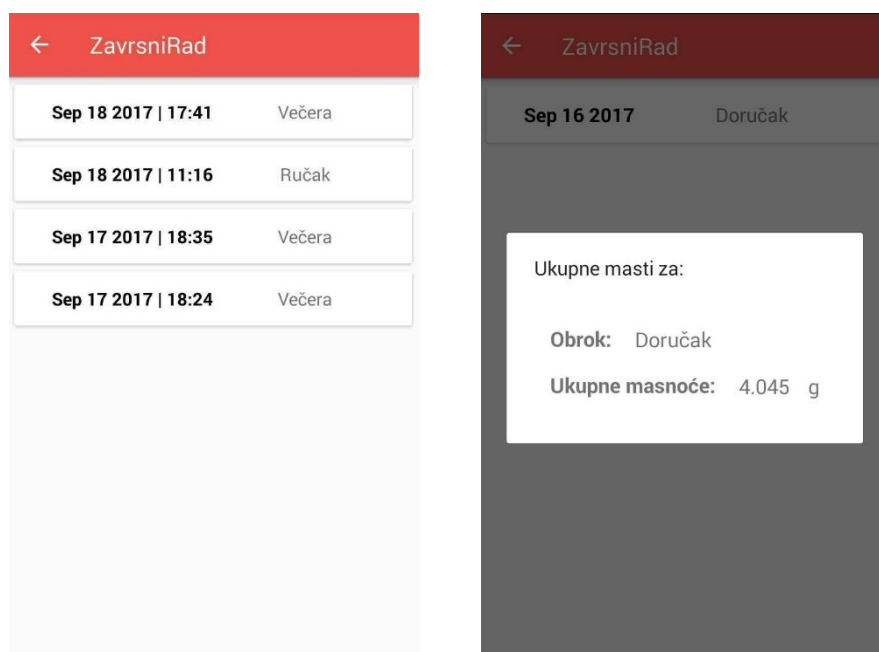 ZavrsniRad
Sep 18 2017 | 17:41 Večera
Sep 18 2017 | 11:16 Ručak
Sep 17 2017 | 18:35 Večera
Sep 17 2017 | 18:24 Večera
ZavrsniRad
Sep 16 2017 Doručak
Ukupne masti za:
Obrok: Doručak
Ukupne masnoće: 4.045 g